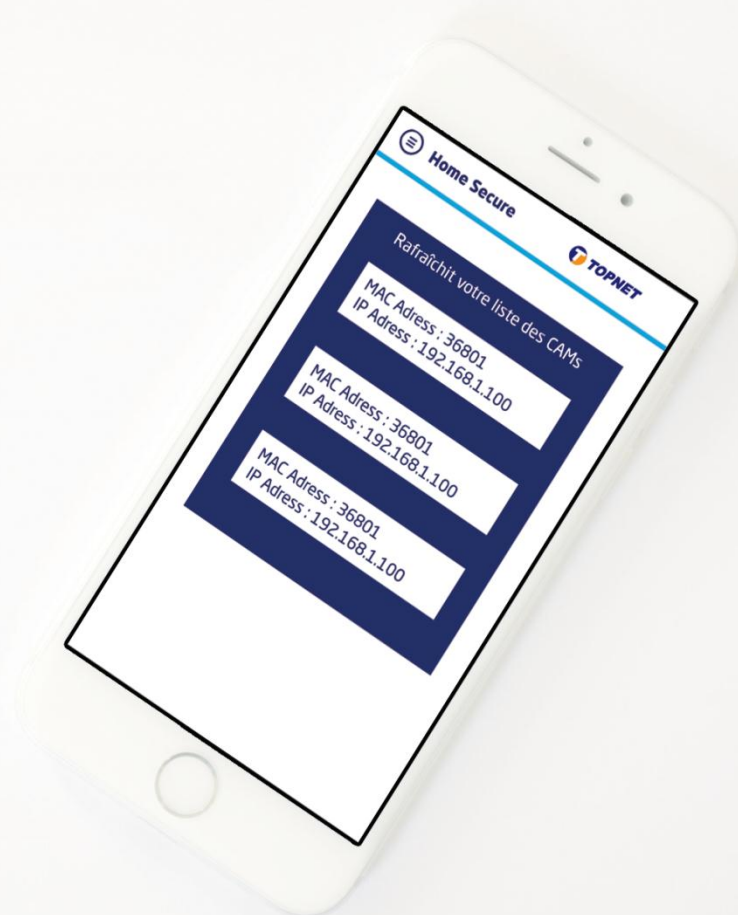 Home Secure
TOPNET
Rafraîchit votre liste des CAMs
MAC Adress : 36801
IP Adress : 192.168.1.100
MAC Adress : 36801
IP Adress : 192.168.1.100
MAC Adress : 36801
IP Adress : 192.168.1.100